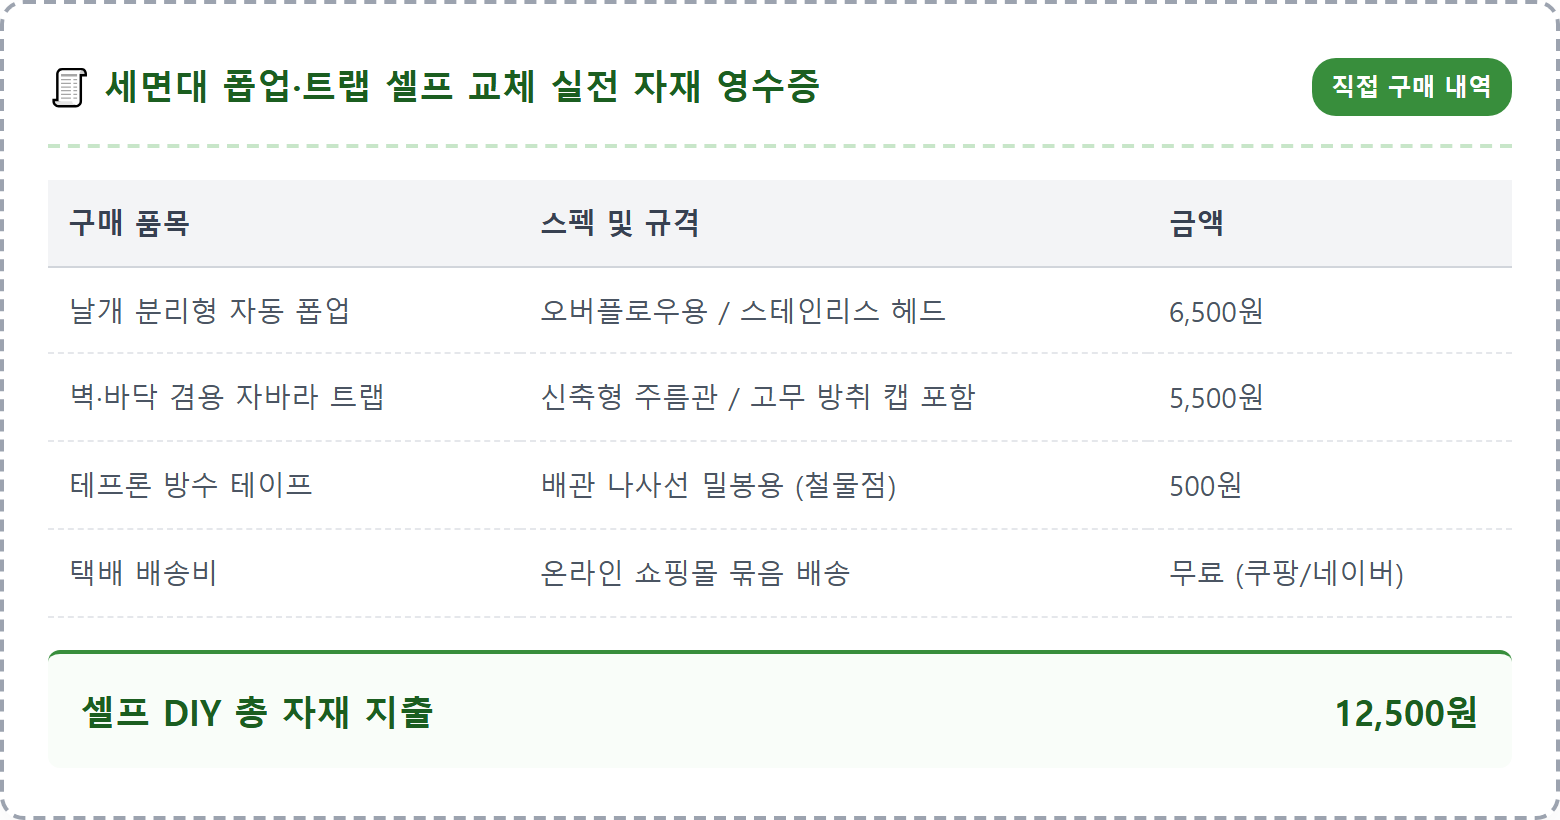 세면대 폽업·트랩 셀프 교체 실전 자재 영수증
직접 구매 내역
구매 품목 스펙 및 규격 금액
날개 분리형 자동 폽업 오버플로우용 / 스테인리스 헤드 6,500원
벽·바닥 겸용 자바라 트랩 신축형 주름관 / 고무 방취 캡 포함 5,500원
테프론 방수 테이프 배관 나사선 밀봉용 (철물점) 500원
택배 배송비 온라인 쇼핑몰 묶음 배송 무료 (쿠팡/네이버)
셀프 DIY 총 자재 지출 12,500원